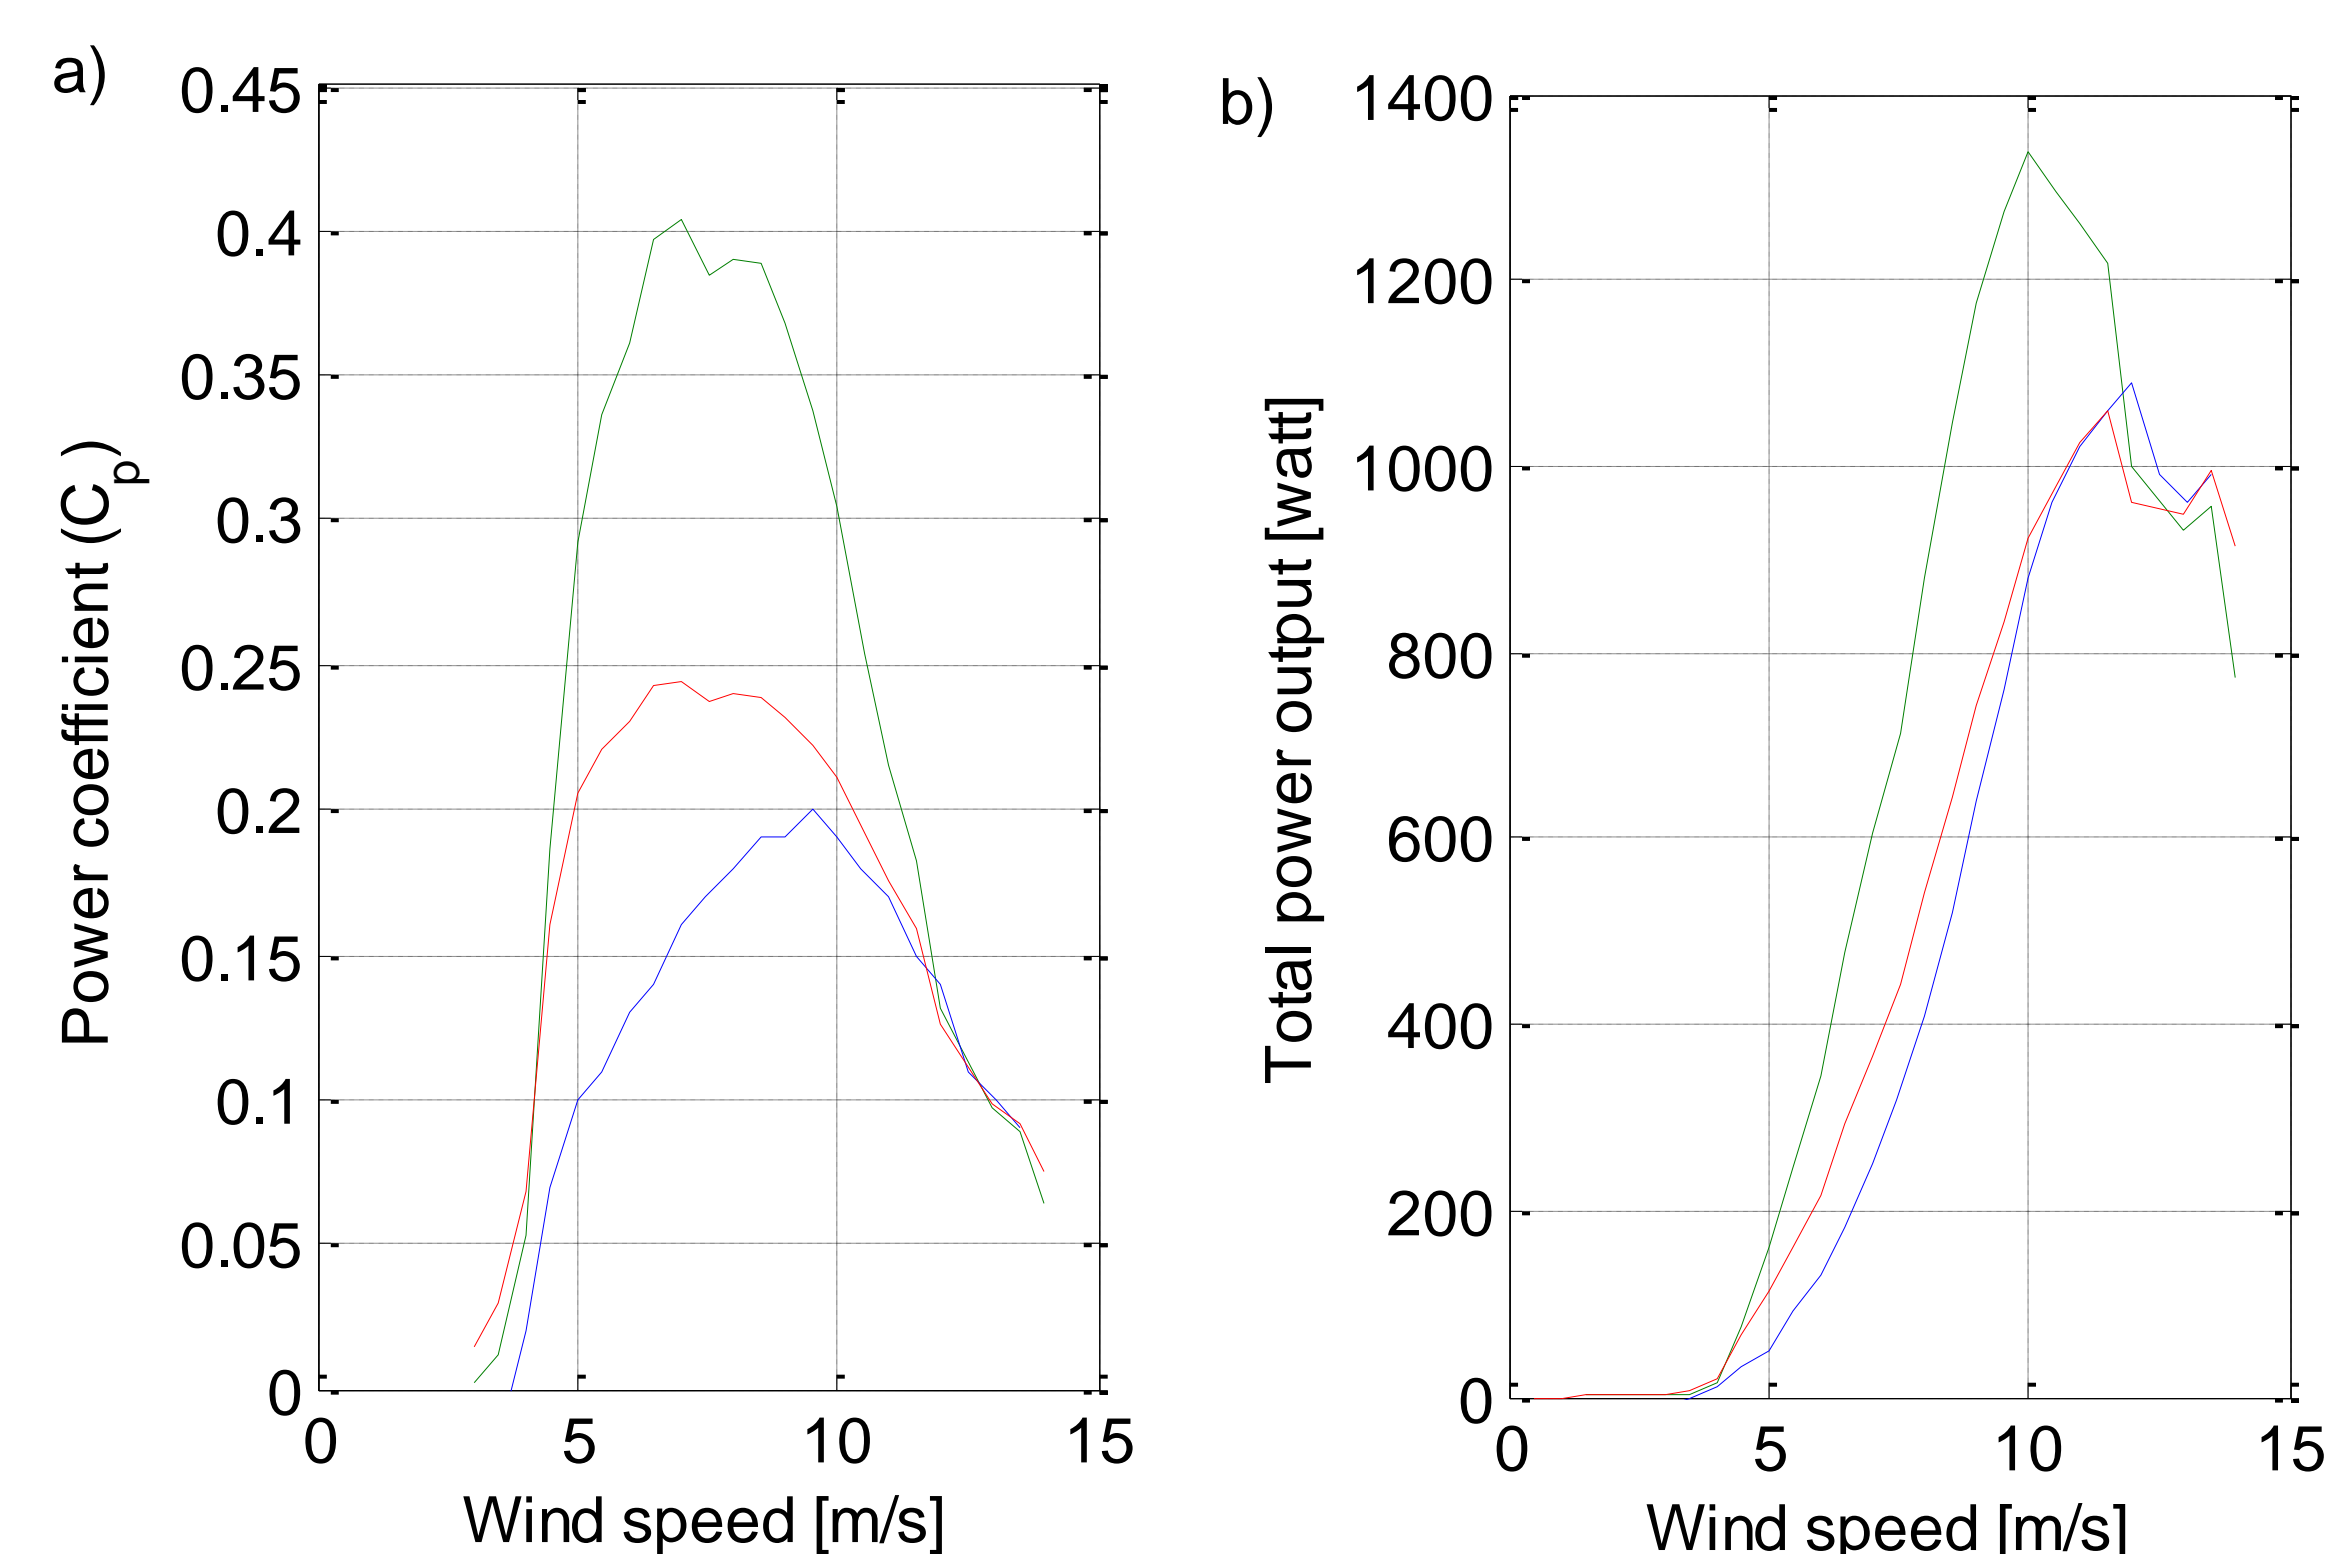 a)
0.45
0.4
0.35
0.3
0.25
0.2
0.15
0.1
0.05
0
0 5 10 15
Power coefficient (Cp)
Wind speed [m/s]
b)
1400
1200
1000
800
600
400
200
0
0 5 10 15
Total power output [watt]
Wind speed [m/s]